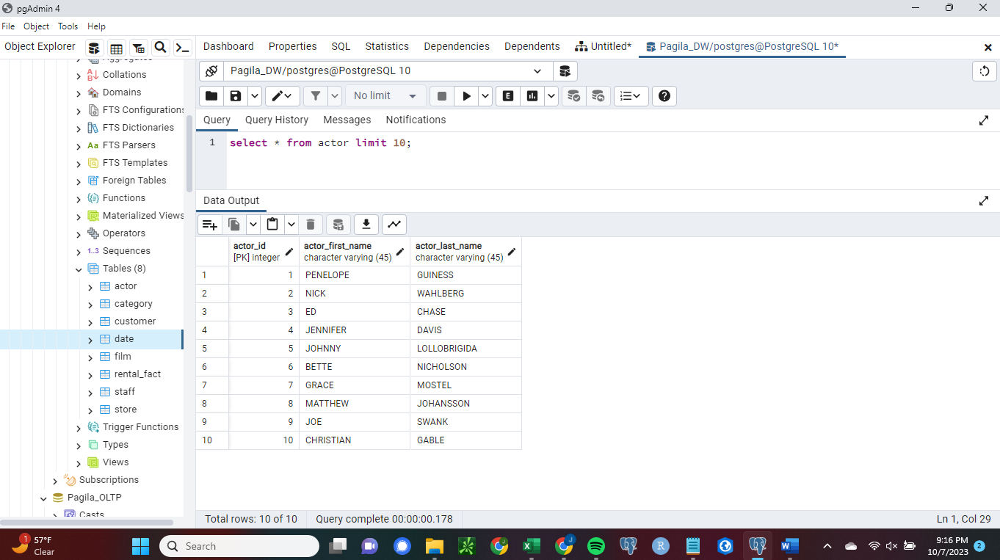 pgAdmin 4
File Object Tools Help
Object Explorer
Dashboard Properties SQL Statistics Dependencies Dependents Untitled* Pagila_DW/postgres@PostgreSQL 10*
Aggregates
Collations
Domains
FTS Configurations
FTS Dictionaries
Aa FTS Parsers
FTS Templates
Foreign Tables
Functions
Materialized Views
Operators
1..3 Sequences
Tables (8)
actor
category
customer
date
film
rental_fact
staff
store
Trigger Functions
Types
Views
Subscriptions
Pagila_OLTP
Casts
Pagila_DW/postgres@PostgreSQL 10
No limit
E
Query Query History Messages Notifications
1 select * from actor limit 10;
Data Output
actor_id actor_first_name actor_last_name
[PK] integer character varying (45) character varying (45)
1 1 PENELOPE GUINESS
2 2 NICK WAHLBERG
3 3 ED CHASE
4 4 JENNIFER DAVIS
5 5 JOHNNY LOLLOBRIGIDA
6 6 BETTE NICHOLSON
7 7 GRACE MOSTEL
8 8 MATTHEW JOHANSSON
9 9 JOE SWANK
10 10 CHRISTIAN GABLE
Total rows: 10 of 10 Query complete 00:00:00.178 Ln 1, Col 29
1 57°F
Clear
Search
J
R
W
9:16 PM
10/7/2023
2